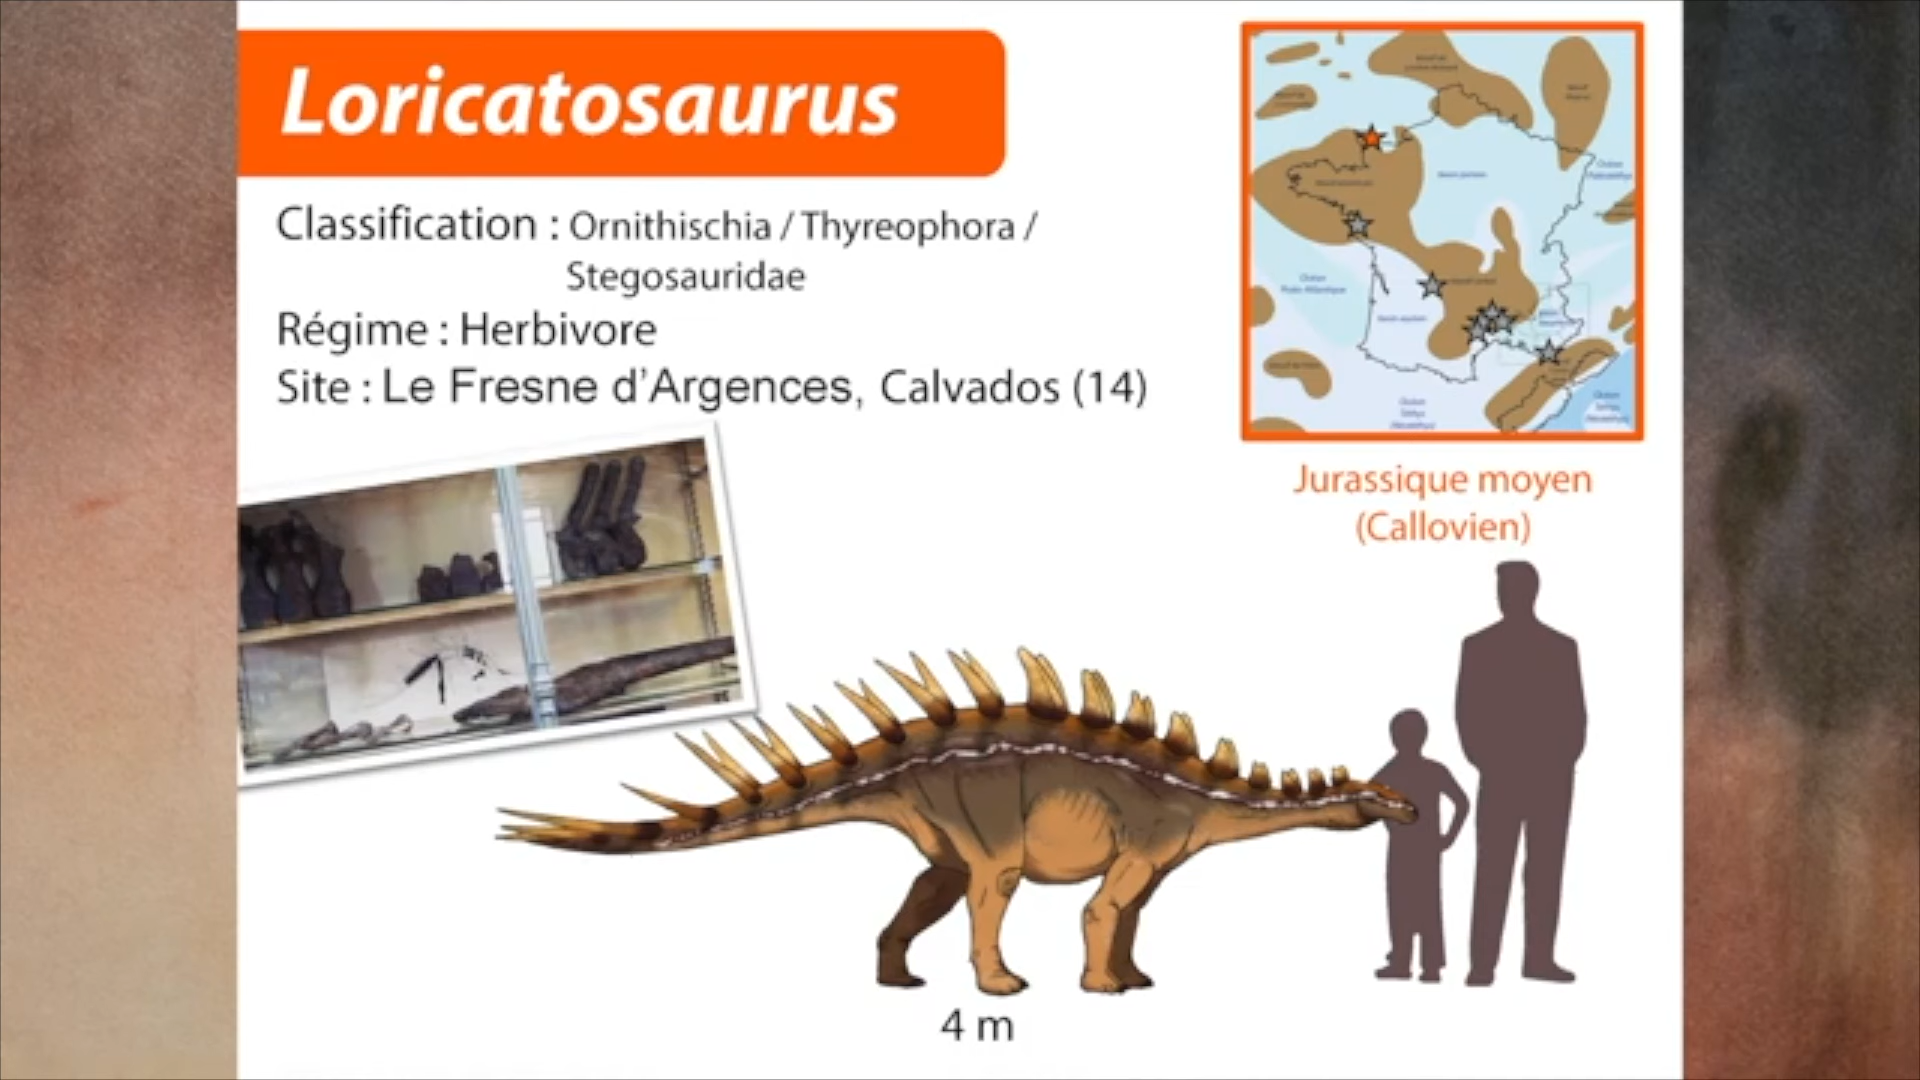 Loricatosaurus
Classification : Ornithischia / Thyreophora /
Stegosauridae
Régime : Herbivore
Site : Le Fresne d’Argences, Calvados (14)
Jurassique moyen
(Callovien)
4 m